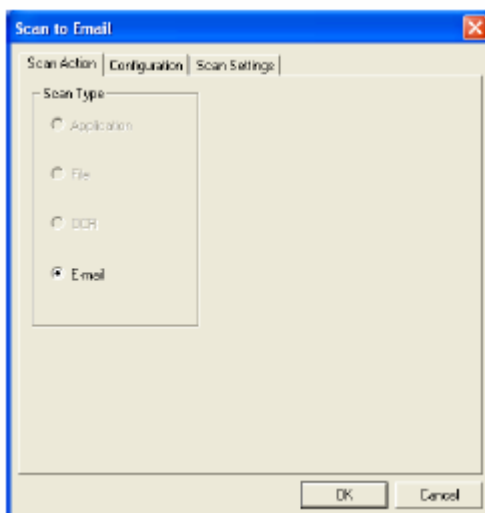 Scan to Email
Scan Action Configuration Scan Settings
Scan Type
Application
File
OCR
E-mail
OK Cancel